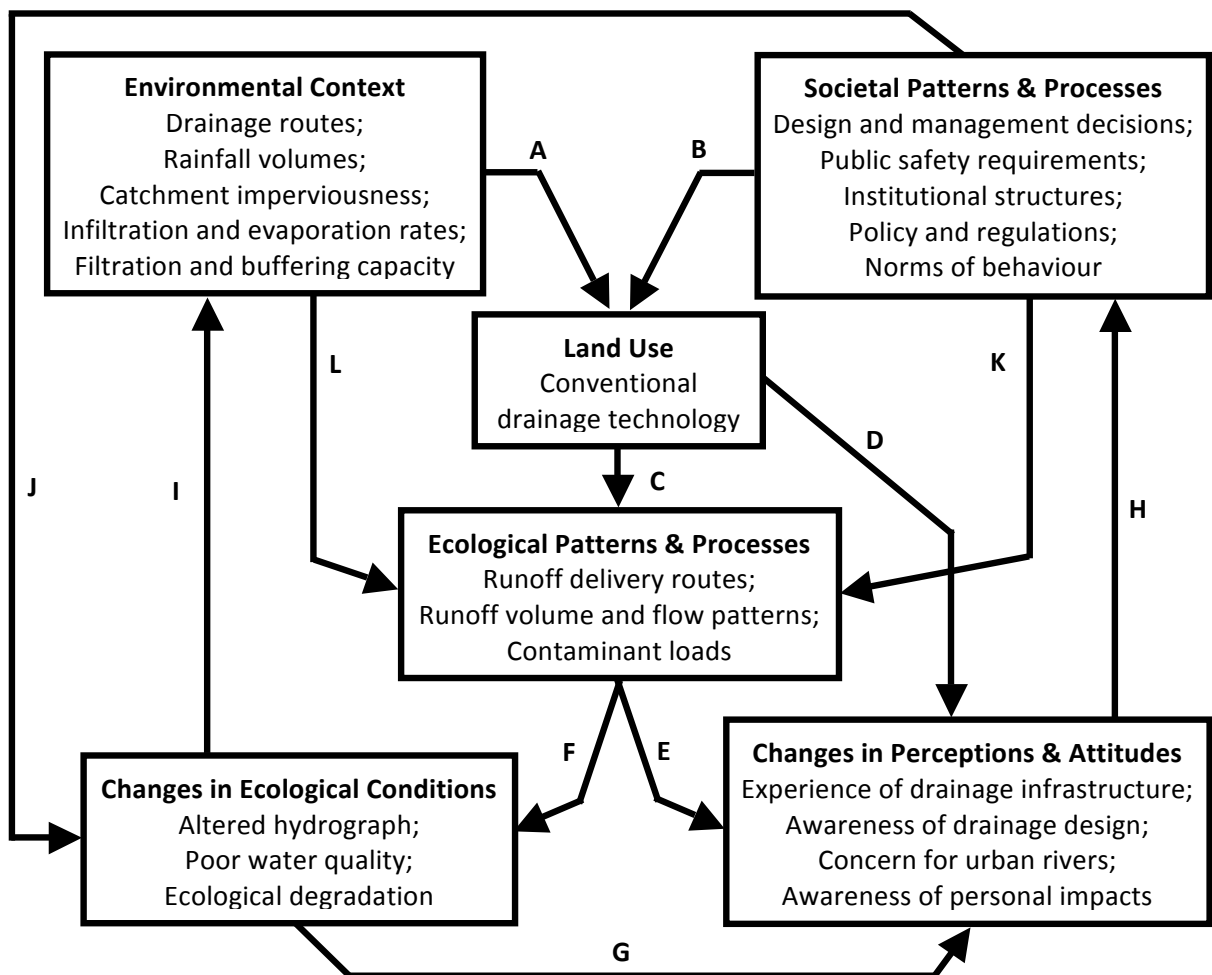 Environmental Context
Drainage routes;
Rainfall volumes;
Catchment imperviousness;
Infiltration and evaporation rates;
Filtration and buffering capacity
Societal Patterns & Processes
Design and management decisions;
Public safety requirements;
Institutional structures;
Policy and regulations;
Norms of behaviour
A
B
Land Use
Conventional
drainage technology
L
K
D
C
J
I
H
Ecological Patterns & Processes
Runoff delivery routes;
Runoff volume and flow patterns;
Contaminant loads
F
E
Changes in Ecological Conditions
Altered hydrograph;
Poor water quality;
Ecological degradation
Changes in Perceptions & Attitudes
Experience of drainage infrastructure;
Awareness of drainage design;
Concern for urban rivers;
Awareness of personal impacts
G